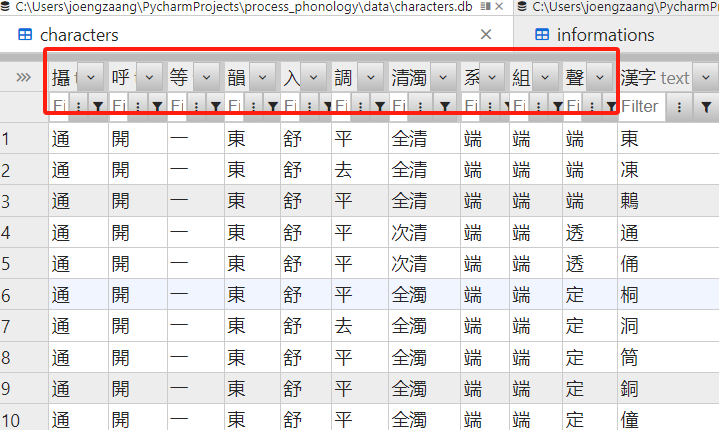 C:\Users\joengzaang\PycharmProjects\process_phonology\data\characters.db C:\Users\joengzaang\PycharmPr
characters informations
攝 呼 等 韻 入 調 清濁 系 組 聲 漢字 text
Fi Fi Fi Fi Fi Fi Filter
1 通 開 一 東 舒 平 全清 端 端 端 東
2 通 開 一 東 舒 去 全清 端 端 端 凍
3 通 開 一 東 舒 平 全清 端 端 端 鶇
4 通 開 一 東 舒 平 次清 端 端 透 通
5 通 開 一 東 舒 平 次清 端 端 透 俑
6 通 開 一 東 舒 平 全濁 端 端 定 桐
7 通 開 一 東 舒 去 全濁 端 端 定 洞
8 通 開 一 東 舒 平 全濁 端 端 定 筒
9 通 開 一 東 舒 平 全濁 端 端 定 銅
10 通 開 一 東 舒 平 全濁 端 端 定 僮